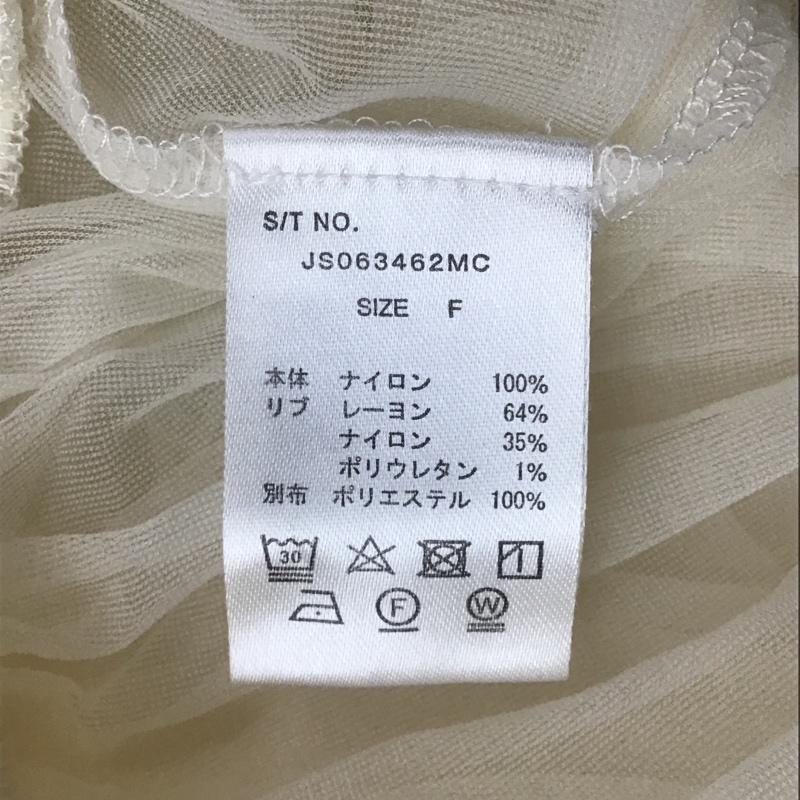 S/T NO.
JS063462MC
SIZE F
本体 ナイロン 100%
リブ レーヨン 64%
ナイロン 35%
ポリウレタン 1%
別布 ポリエステル 100%
30
F W